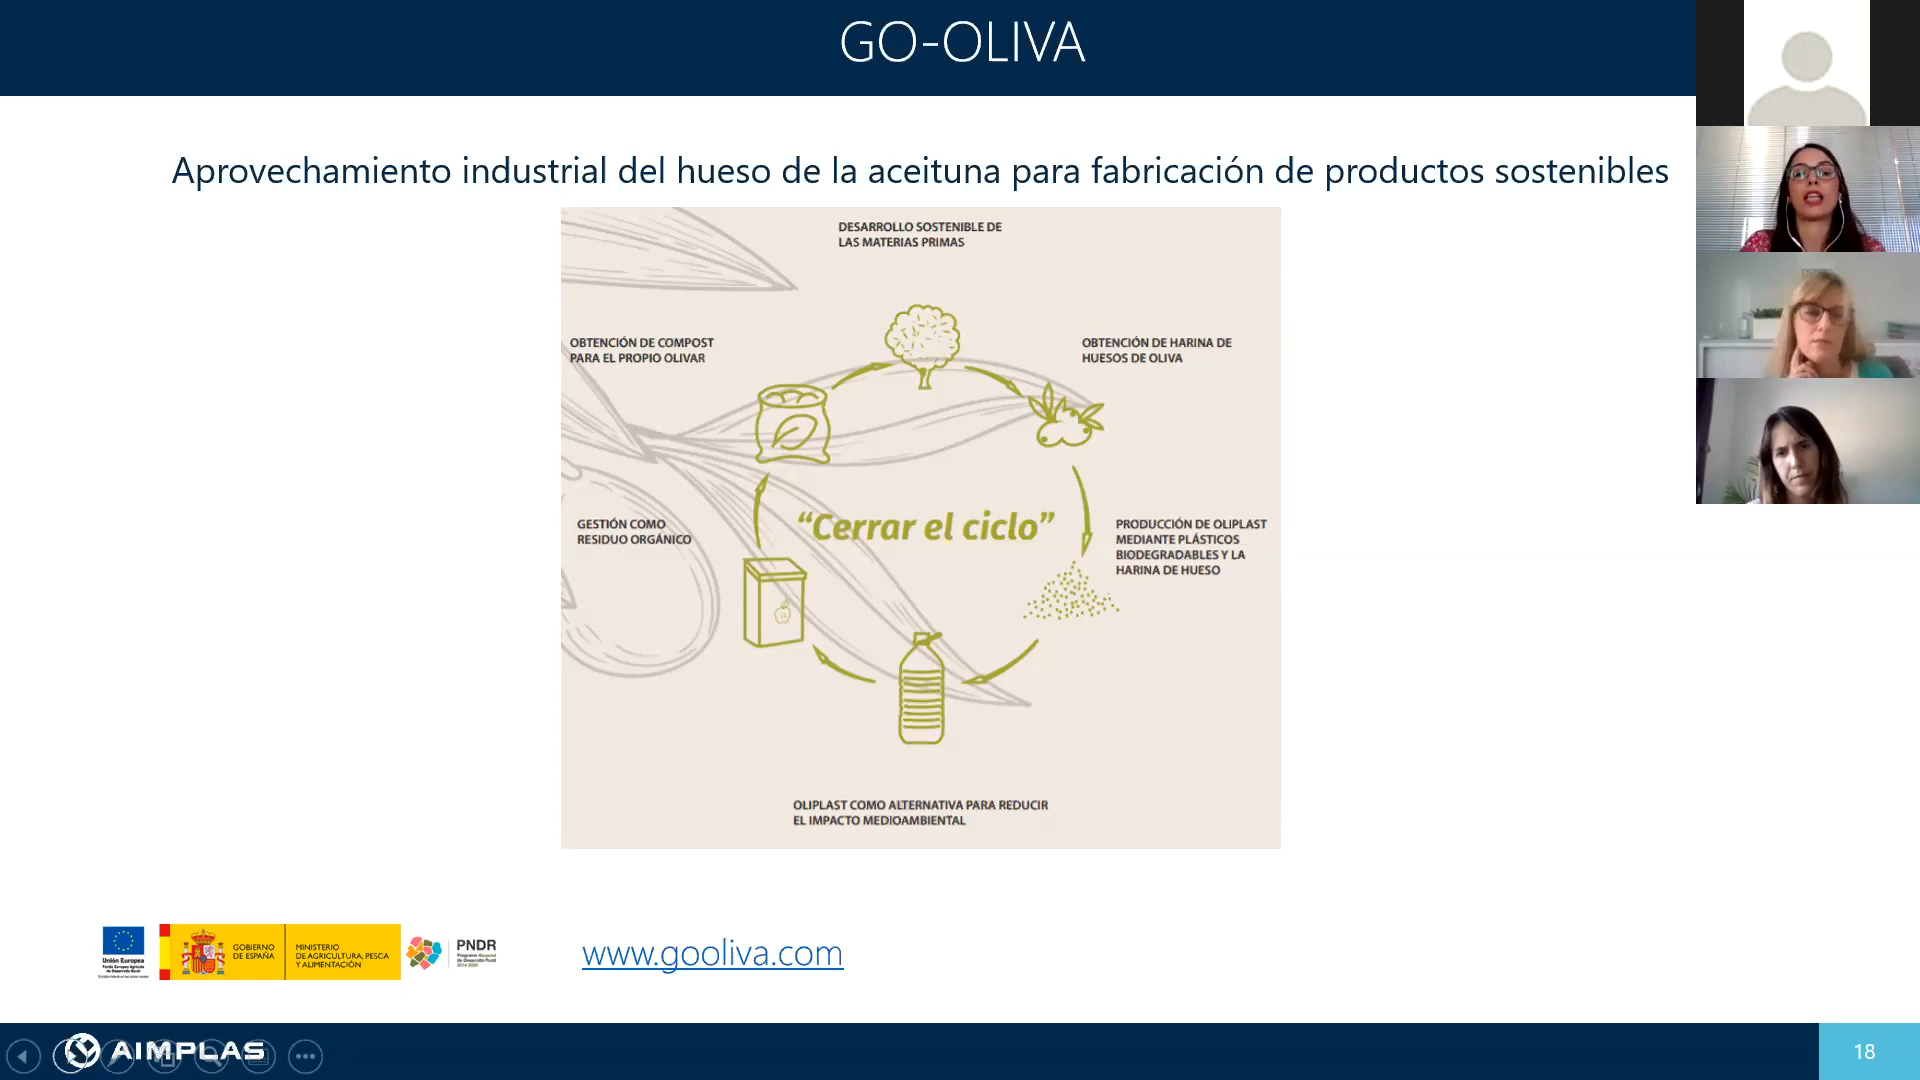 GO-OLIVA
Aprovechamiento industrial del hueso de la aceituna para fabricación de productos sostenibles
DESARROLLO SOSTENIBLE DE
LAS MATERIAS PRIMAS
OBTENCIÓN DE COMPOST
PARA EL PROPIO OLIVAR
OBTENCIÓN DE HARINA DE
HUESOS DE OLIVA
"Cerrar el ciclo"
GESTIÓN COMO
RESIDUO ORGÁNICO
PRODUCCIÓN DE OLIPLAST
MEDIANTE PLÁSTICOS
BIODEGRADABLES Y LA
HARINA DE HUESO
OLIPLAST COMO ALTERNATIVA PARA REDUCIR
EL IMPACTO MEDIOAMBIENTAL
Unión Europea
Fondo Europeo Agrícola
de Desarrollo Rural
GOBIERNO
DE ESPAÑA
MINISTERIO
DE AGRICULTURA, PESCA
Y ALIMENTACIÓN
PNDR
Programa Nacional
de Desarrollo Rural
2014-2020
www.gooliva.com
AIMPLAS
18